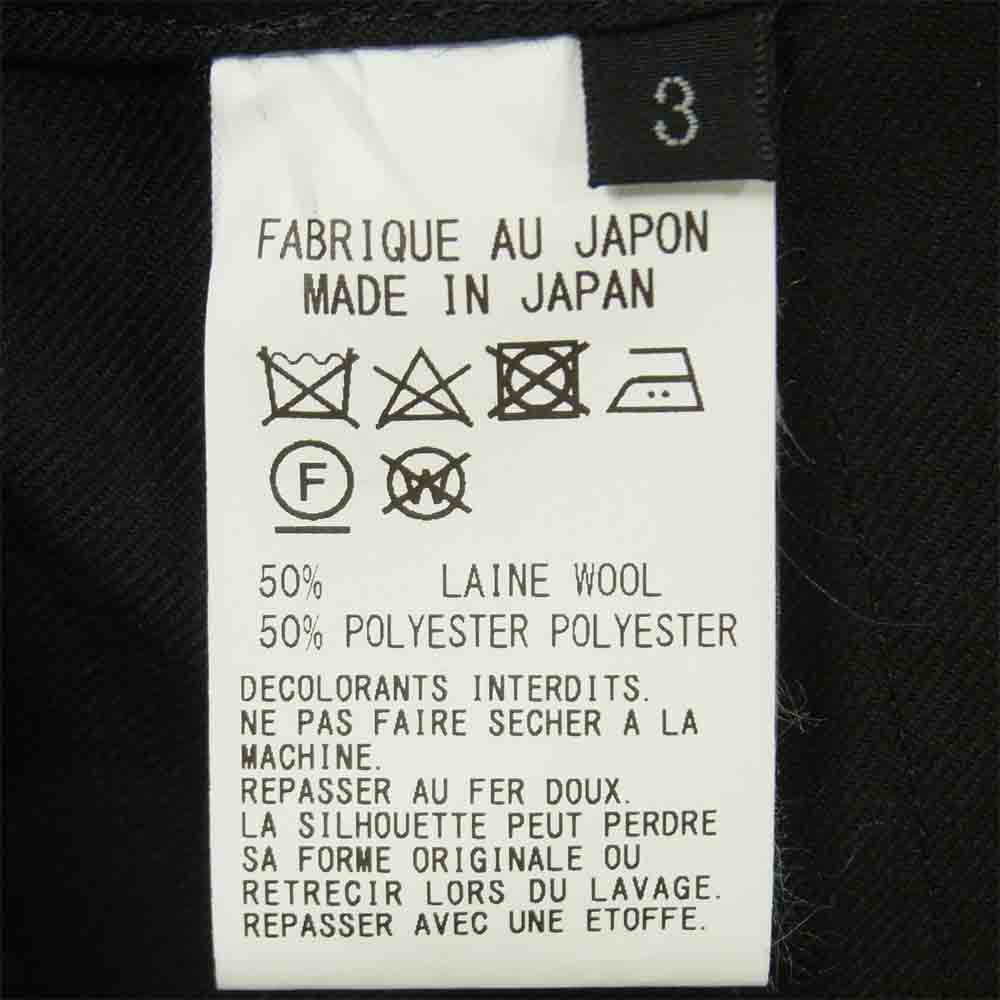 3
FABRIQUE AU JAPON
MADE IN JAPAN
F W
50% LAINE WOOL
50% POLYESTER POLYESTER
DECOLORANTS INTERDITS.
NE PAS FAIRE SECHER A LA
MACHINE.
REPASSER AU FER DOUX.
LA SILHOUETTE PEUT PERDRE
SA FORME ORIGINALE OU
RETRECIR LORS DU LAVAGE.
REPASSER AVEC UNE ETOFFE.